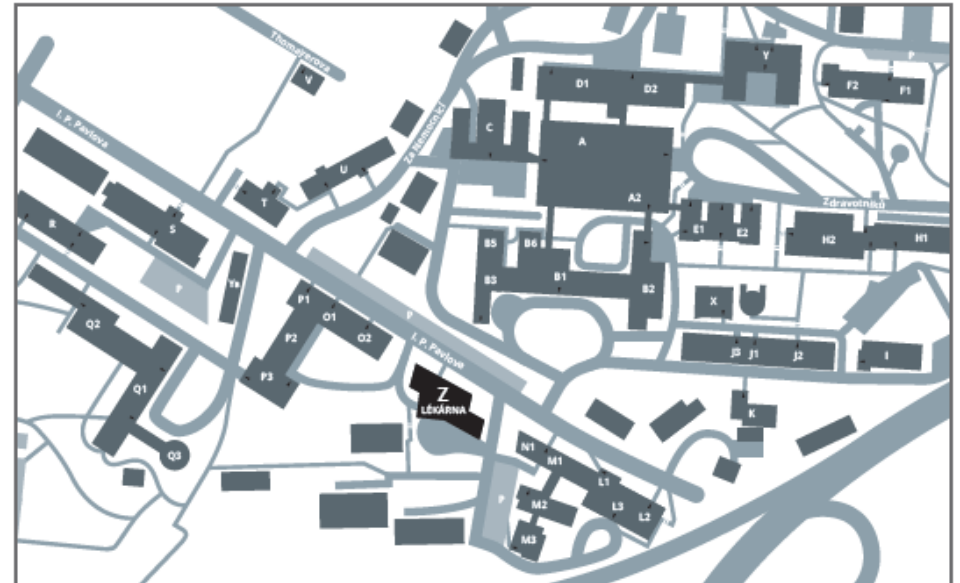 Thomayerova
V
P
Y
F2
F1
D1
D2
I. P. Pavlova
Za Nemocnicí
C
A
U
T
A2
Zdravotníků
R
S
E1
E2
H2
H1
B5
B6
B1
B3
B2
P
P1
X
O1
P
Q2
P2
O2
I. P. Pavlova
J3
J1
J2
I
P3
Q1
Z
LÉKÁRNA
K
N1
M1
Q3
L1
P
M2
L3
L2
M3